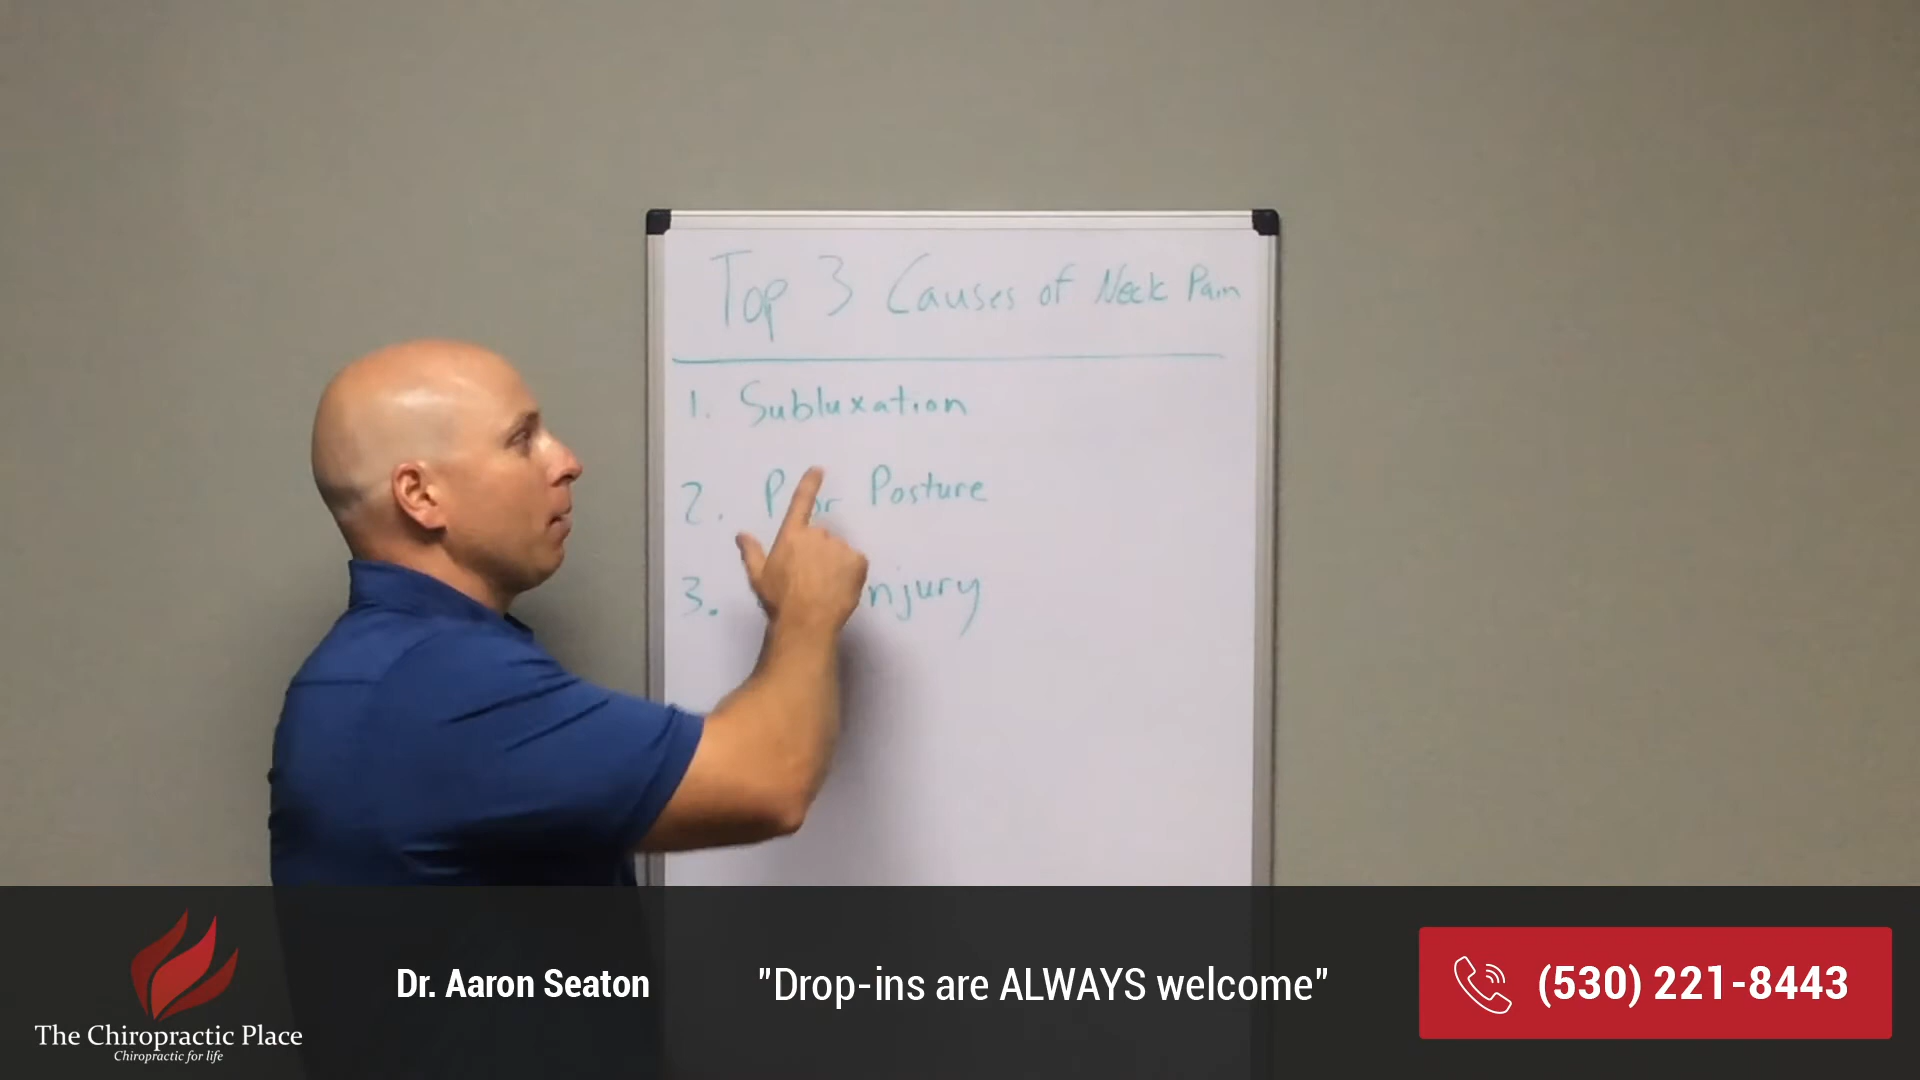 Top 3 Causes of Neck Pain
1. Subluxation
2. Posture
3.
The Chiropractic Place
Chiropractic for life
Dr. Aaron Seaton
"Drop-ins are ALWAYS welcome"
(530) 221-8443